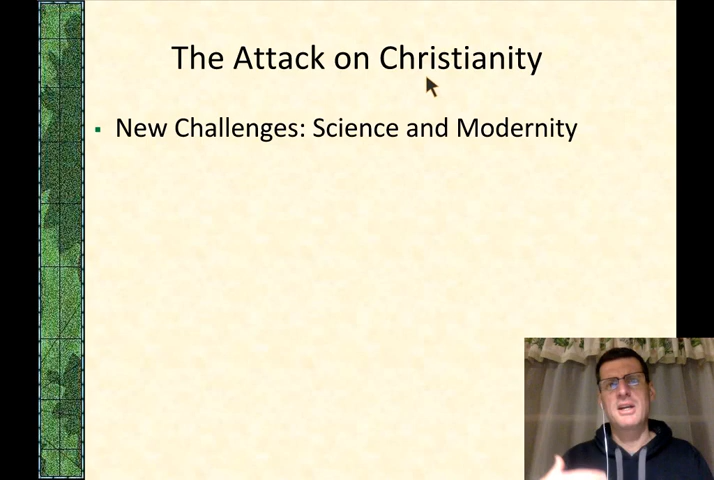 The Attack on Christianity
New Challenges: Science and Modernity